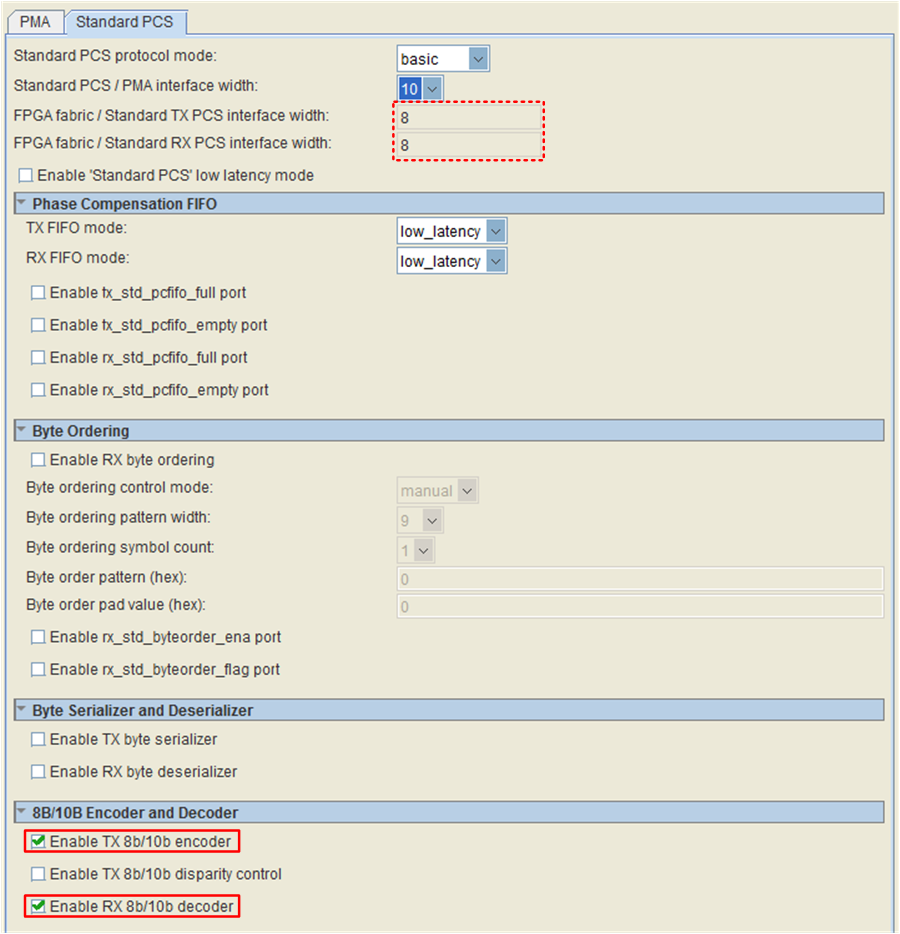 PMA Standard PCS
Standard PCS protocol mode: basic
Standard PCS / PMA interface width: 10
FPGA fabric / Standard TX PCS interface width: 8
FPGA fabric / Standard RX PCS interface width: 8
Enable 'Standard PCS' low latency mode
Phase Compensation FIFO
TX FIFO mode: low_latency
RX FIFO mode: low_latency
Enable tx_std_pcfifo_full port
Enable tx_std_pcfifo_empty port
Enable rx_std_pcfifo_full port
Enable rx_std_pcfifo_empty port
Byte Ordering
Enable RX byte ordering
Byte ordering control mode: manual
Byte ordering pattern width: 9
Byte ordering symbol count: 1
Byte order pattern (hex): 0
Byte order pad value (hex): 0
Enable rx_std_byteorder_ena port
Enable rx_std_byteorder_flag port
Byte Serializer and Deserializer
Enable TX byte serializer
Enable RX byte deserializer
8B/10B Encoder and Decoder
Enable TX 8b/10b encoder
Enable TX 8b/10b disparity control
Enable RX 8b/10b decoder